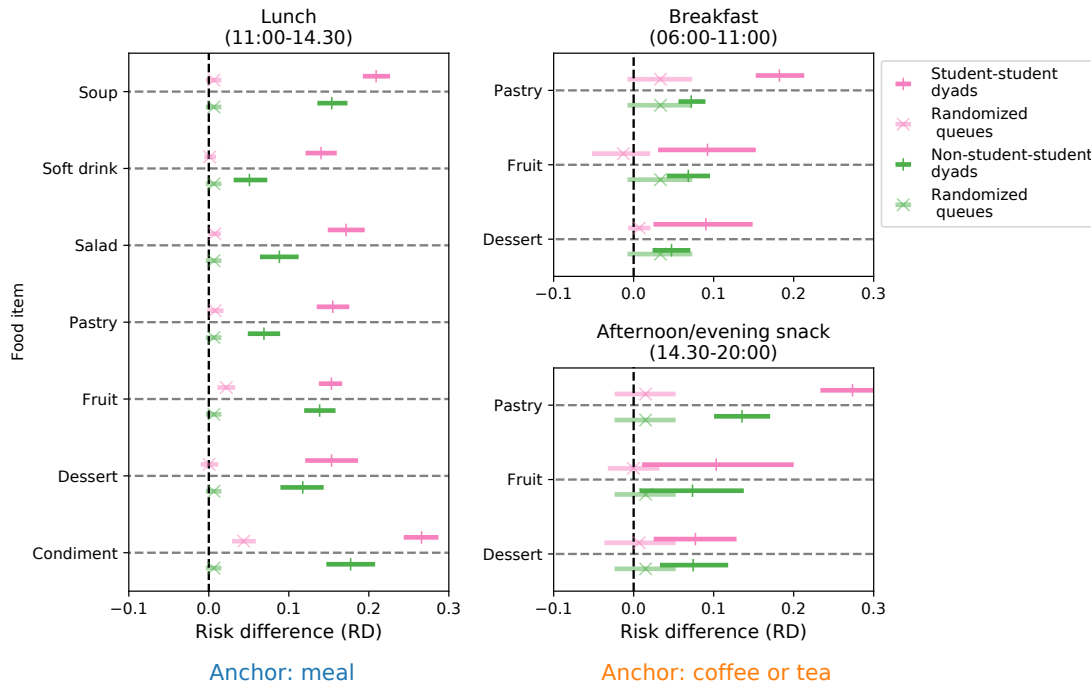 Lunch
(11:00-14.30)
Food item
Soup
Soft drink
Salad
Pastry
Fruit
Dessert
Condiment
−0.1 0.0 0.1 0.2 0.3
Risk difference (RD)
Anchor: meal
Breakfast
(06:00-11:00)
Pastry
Fruit
Dessert
−0.1 0.0 0.1 0.2 0.3
Afternoon/evening snack
(14.30-20:00)
Pastry
Fruit
Dessert
−0.1 0.0 0.1 0.2 0.3
Risk difference (RD)
Anchor: coffee or tea
Student-student
dyads
Randomized
queues
Non-student-student
dyads
Randomized
queues